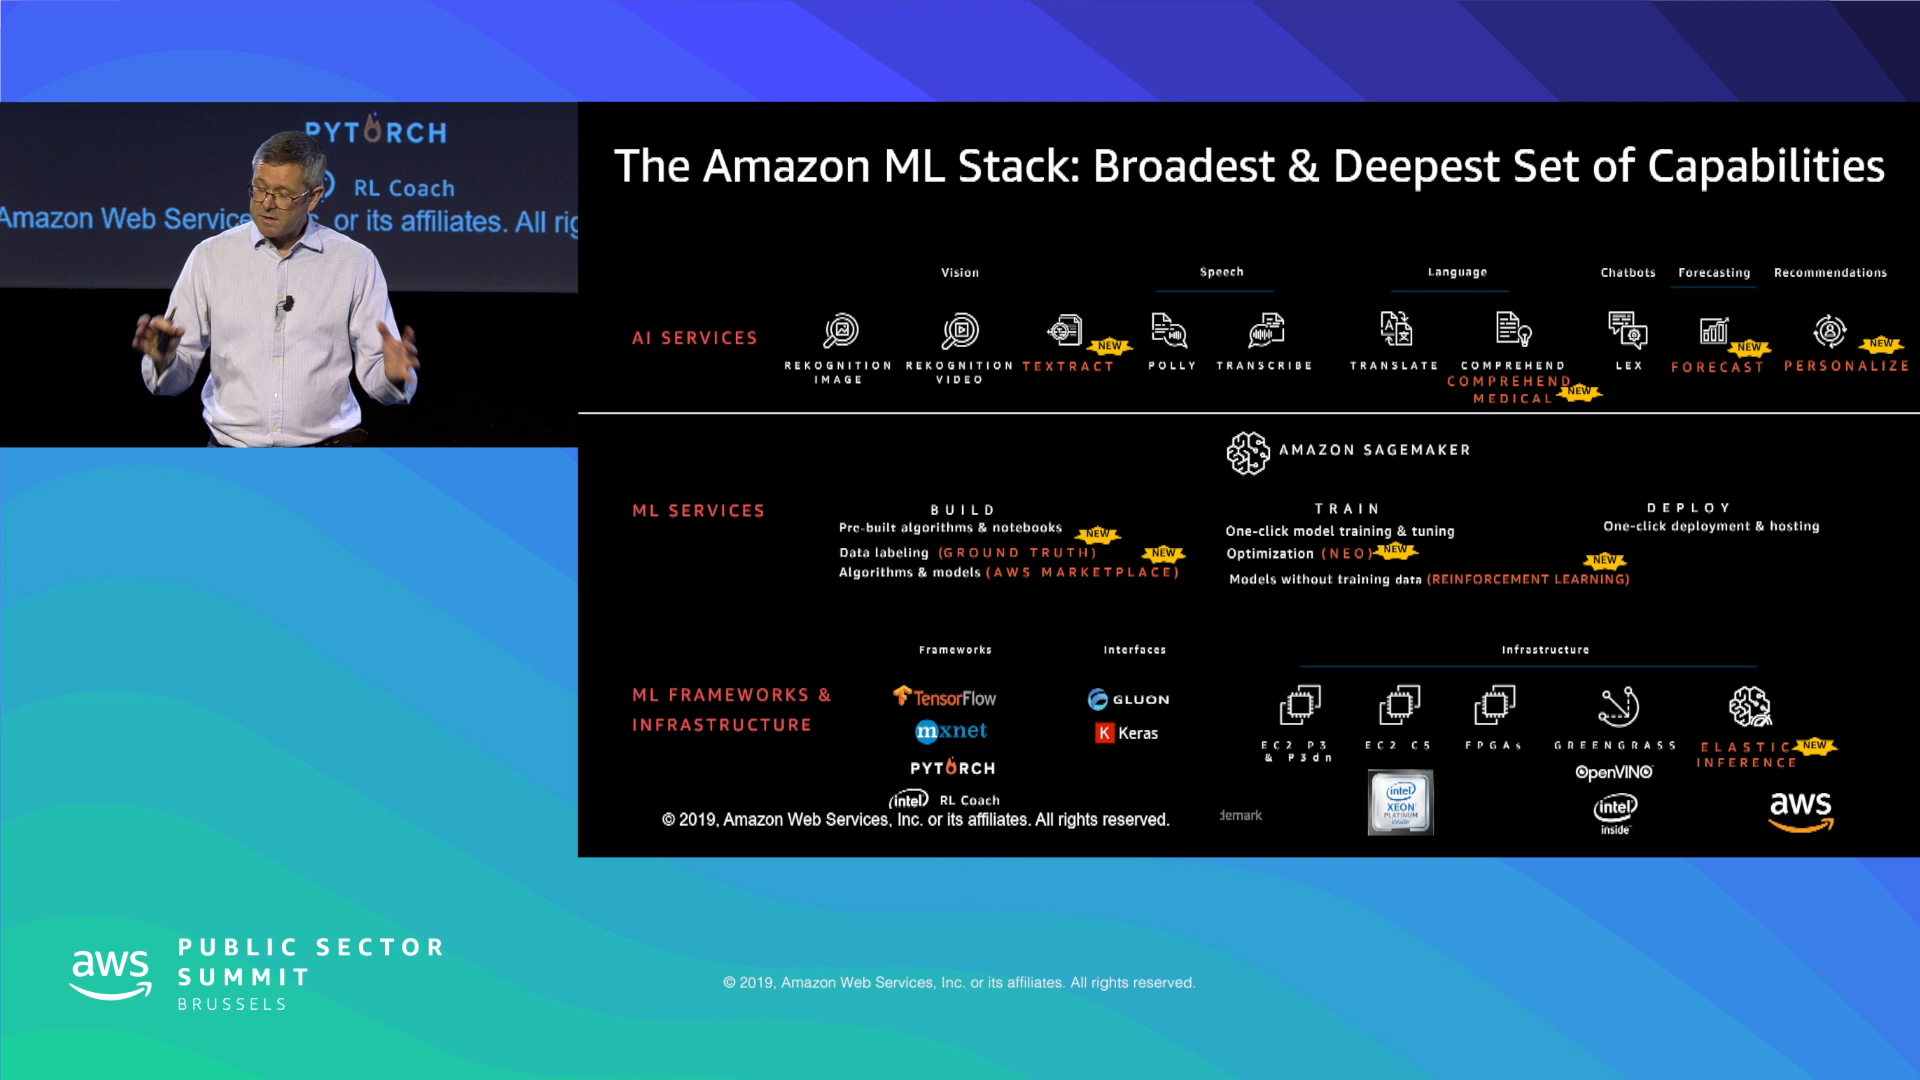 PYTORCH
RL Coach
Amazon Web Service or its affiliates. All rig
The Amazon ML Stack: Broadest & Deepest Set of Capabilities
Vision Speech Language Chatbots Forecasting Recommendations
AI SERVICES
NEW NEW NEW
REKOGNITION IMAGE
REKOGNITION VIDEO
TEXTRACT
POLLY
TRANSCRIBE
TRANSLATE
COMPREHEND
COMPREHEND MEDICAL NEW
LEX
FORECAST
PERSONALIZE
AMAZON SAGEMAKER
ML SERVICES
BUILD
Pre-built algorithms & notebooks
NEW
Data labeling (GROUND TRUTH)
NEW
Algorithms & models (AWS MARKETPLACE)
TRAIN
One-click model training & tuning
Optimization (NEO) NEW
NEW
Models without training data (REINFORCEMENT LEARNING)
DEPLOY
One-click deployment & hosting
ML FRAMEWORKS &
INFRASTRUCTURE
Frameworks
TensorFlow
mxnet
PYTORCH
intel RL Coach
Interfaces
GLUON
K Keras
Infrastructure
EC2 P3
& P3dn
EC2 C5
FPGAs
GREENGRASS
ELASTIC NEW
INFERENCE
OpenVINO
intel
XEON
PLATINUM
inside
intel
inside
aws
© 2019, Amazon Web Services, Inc. or its affiliates. All rights reserved.
demark
aws
PUBLIC SECTOR
SUMMIT
BRUSSELS
© 2019, Amazon Web Services, Inc. or its affiliates. All rights reserved.